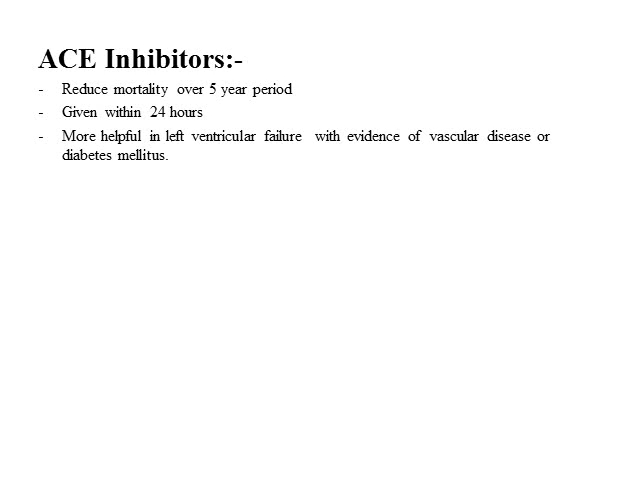 ACE Inhibitors:-
- Reduce mortality over 5 year period
- Given within 24 hours
- More helpful in left ventricular failure with evidence of vascular disease or
diabetes mellitus.